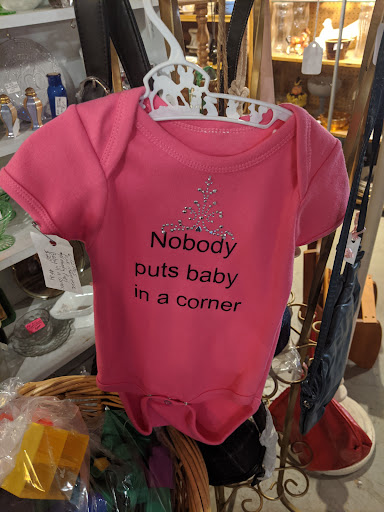 Nobody
puts baby
in a corner